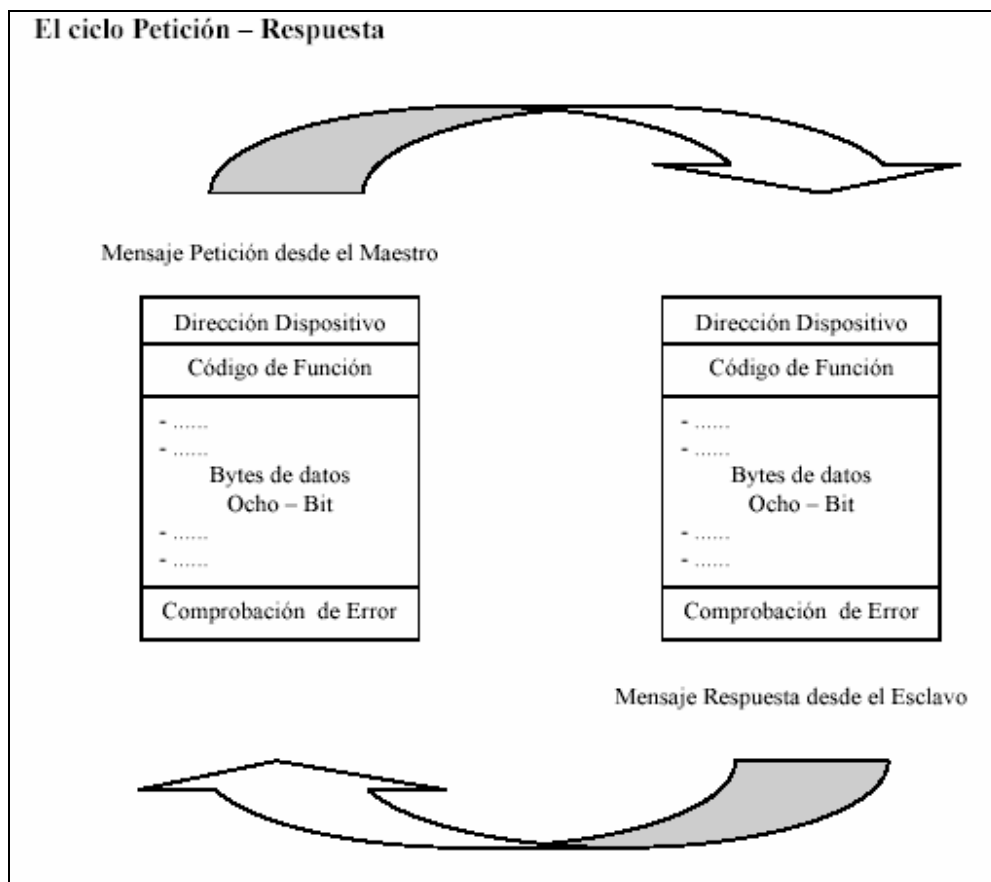 El ciclo Petición – Respuesta
Mensaje Petición desde el Maestro
Dirección Dispositivo
Código de Función
- ......
- ......
Bytes de datos
Ocho – Bit
- ......
- ......
Comprobación de Error
Dirección Dispositivo
Código de Función
- ......
- ......
Bytes de datos
Ocho – Bit
- ......
- ......
Comprobación de Error
Mensaje Respuesta desde el Esclavo